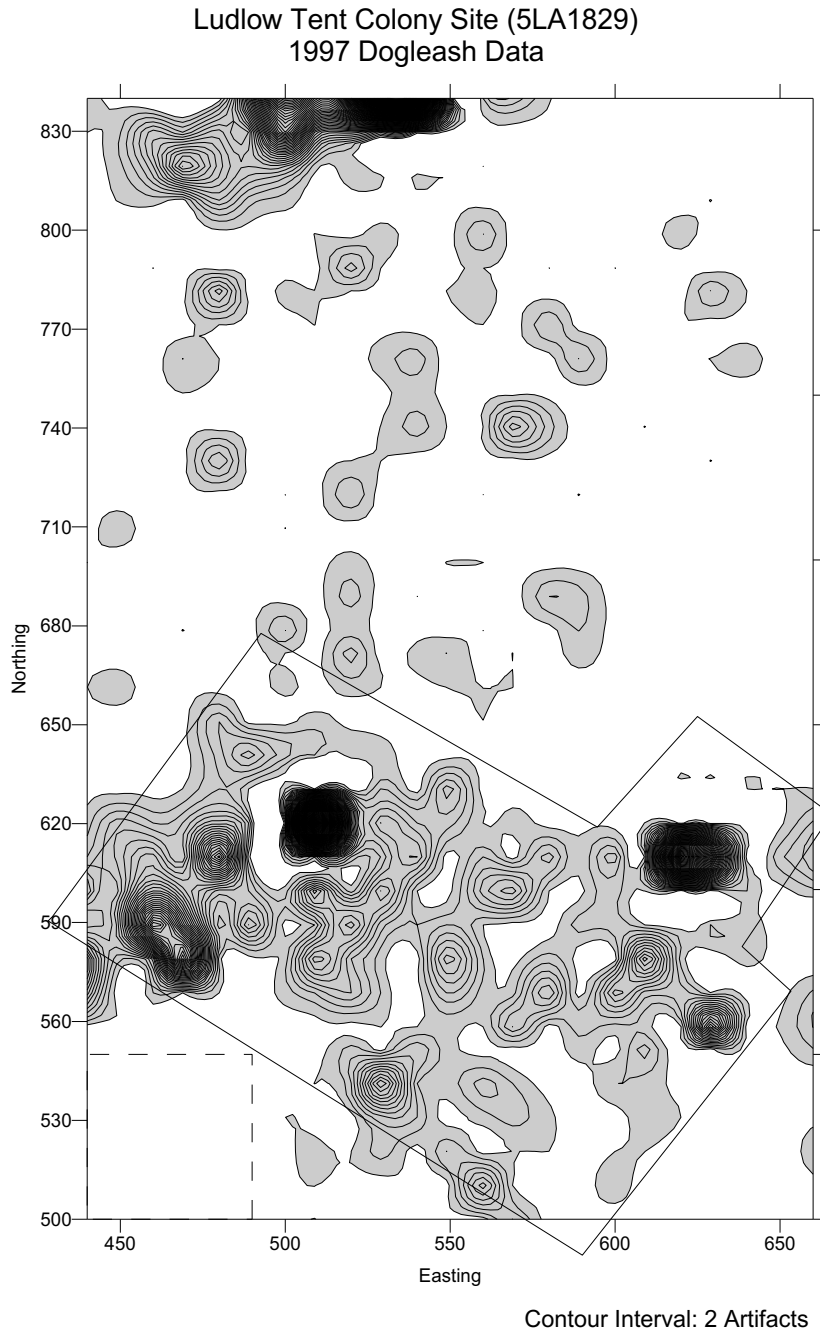 Ludlow Tent Colony Site (5LA1829)
1997 Dogleash Data
830
800
770
740
710
680
650
620
590
560
530
500
Northing
450 500 550 600 650
Easting
Contour Interval: 2 Artifacts